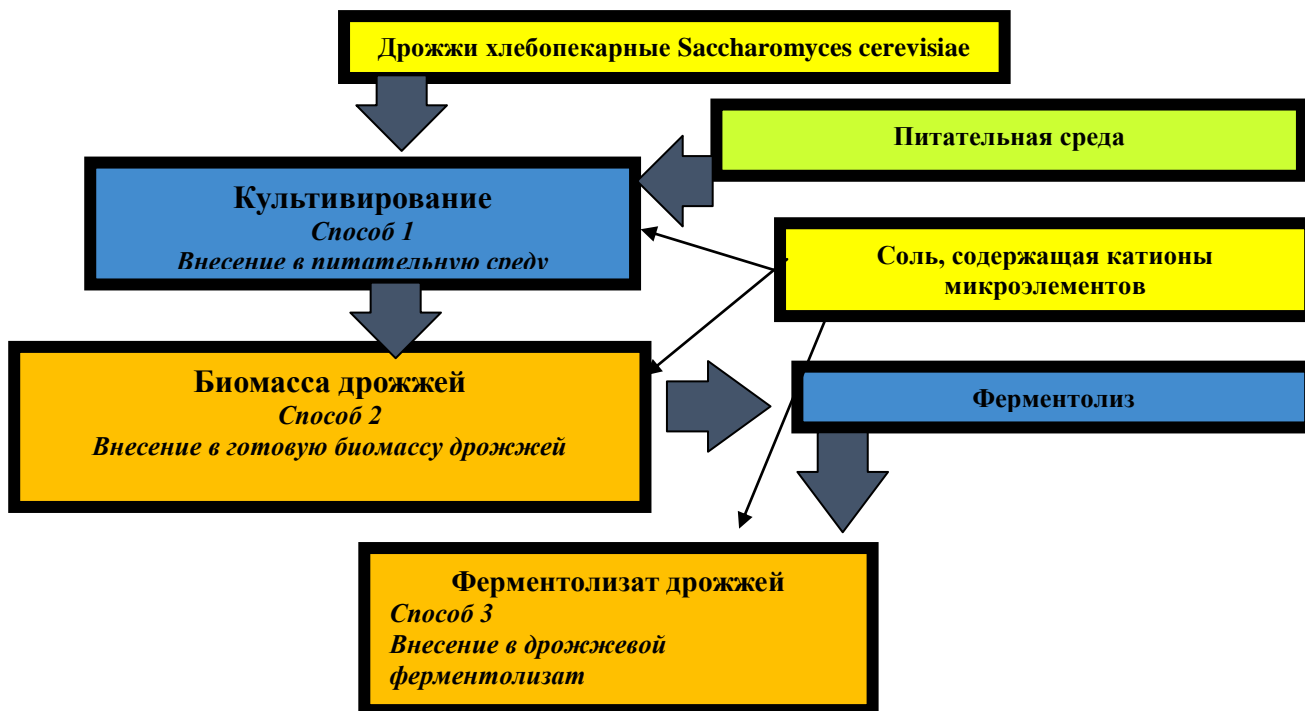 Дрожжи хлебопекарные Saccharomyces cerevisiae
Питательная среда
Культивирование
Способ 1
Внесение в питательную среду
Соль, содержащая катионы
микроэлементов
Биомасса дрожжей
Способ 2
Внесение в готовую биомассу дрожжей
Ферментолиз
Ферментолизат дрожжей
Способ 3
Внесение в дрожжевой
ферментолизат